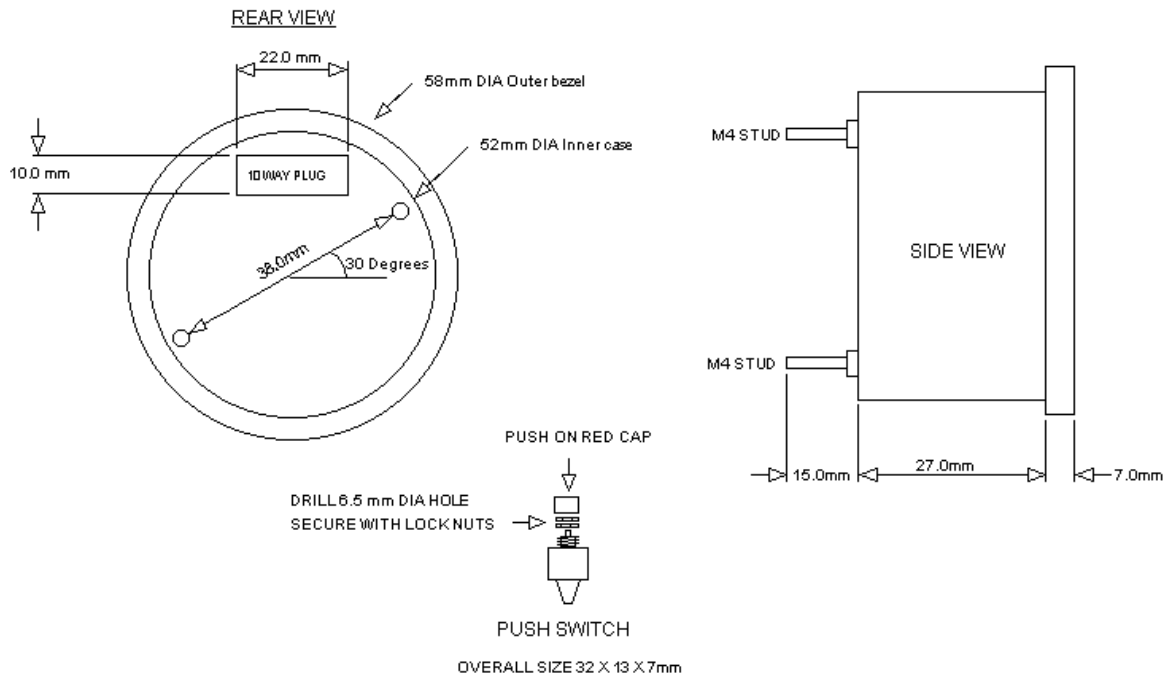 REAR VIEW
22.0 mm
58mm DIA Outer bezel
52mm DIA Inner case
10.0 mm
10WAY PLUG
38.0mm
30 Degrees
M4 STUD
SIDE VIEW
M4 STUD
15.0mm
27.0mm
7.0mm
PUSH ON RED CAP
DRILL 6.5 mm DIA HOLE
SECURE WITH LOCK NUTS
PUSH SWITCH
OVERALL SIZE 32 X 13 X 7mm